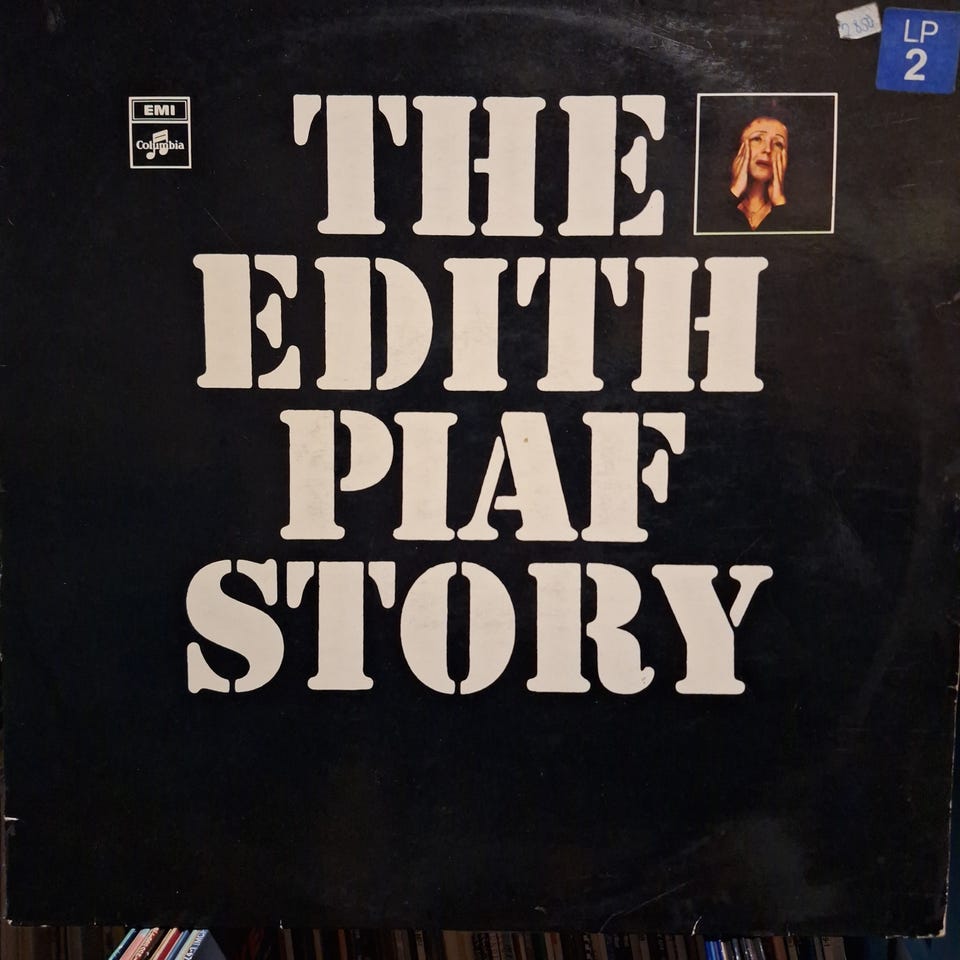 LP
2
EMI
Columbia
THE
EDITH
PIAF
STORY